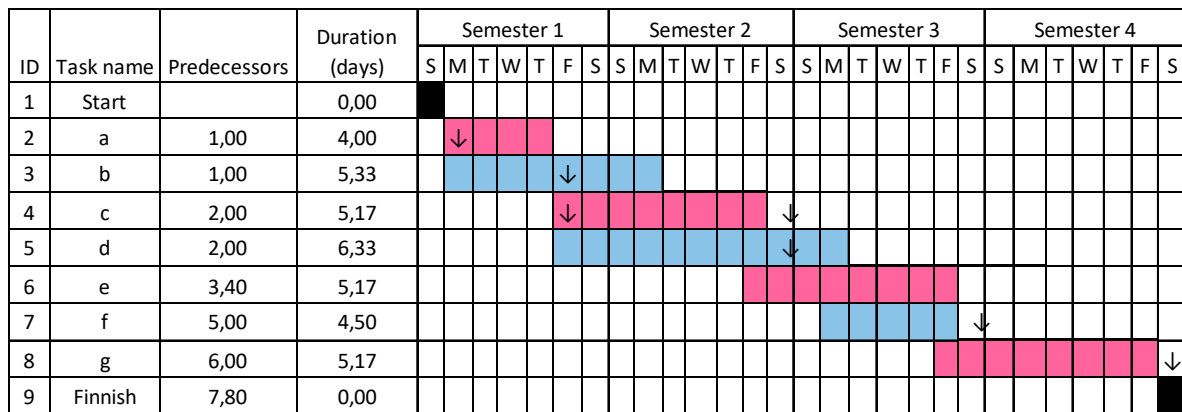 ID Task name Predecessors Duration (days) Semester 1 Semester 2 Semester 3 Semester 4
S M T W T F S S M T W T F S S M T W T F S S M T W T F S
1 Start 0,00
2 a 1,00 4,00 ↓
3 b 1,00 5,33 ↓
4 c 2,00 5,17 ↓ ↓
5 d 2,00 6,33 ↓
6 e 3,40 5,17
7 f 5,00 4,50 ↓
8 g 6,00 5,17 ↓
9 Finnish 7,80 0,00